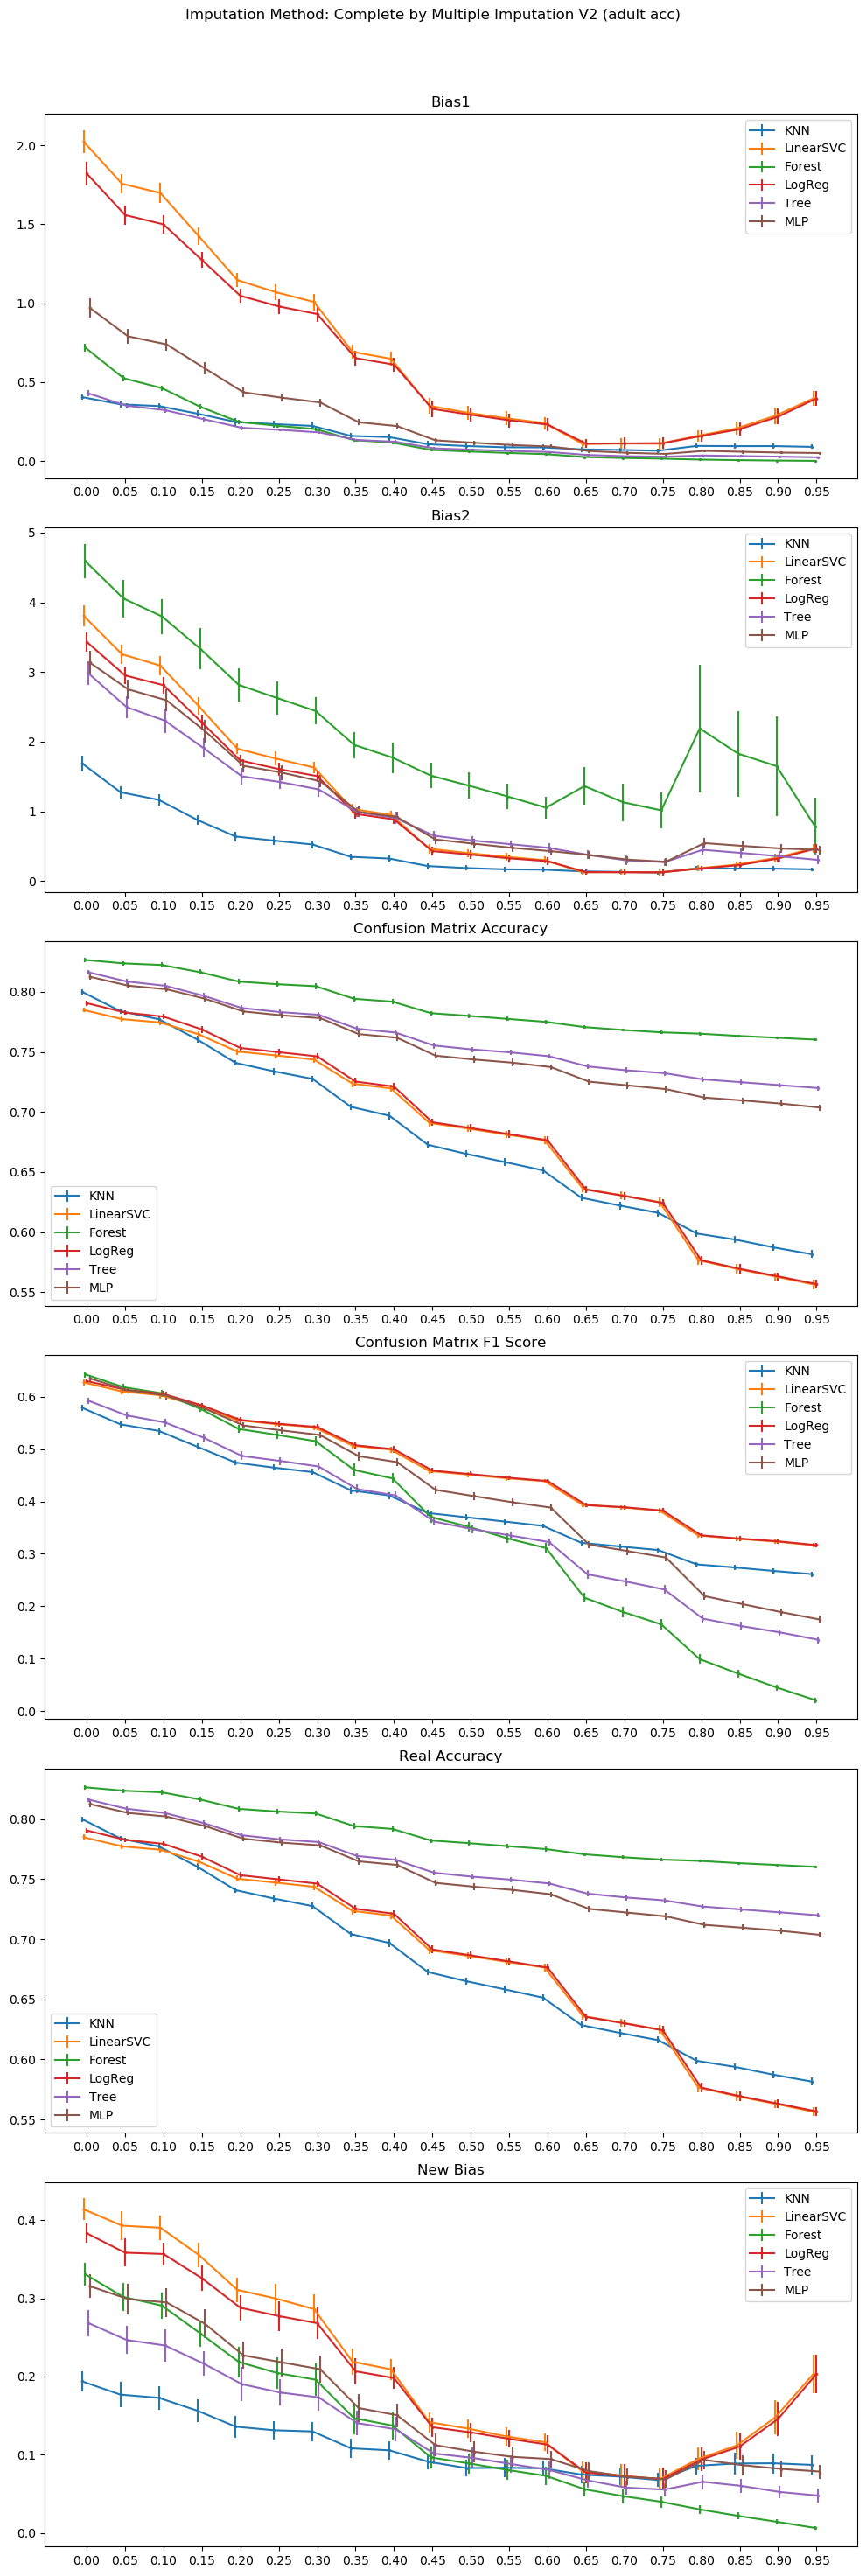 Imputation Method: Complete by Multiple Imputation V2 (adult acc)
Bias1
2.0
1.5
1.0
0.5
0.0
KNN
LinearSVC
Forest
LogReg
Tree
MLP
0.00 0.05 0.10 0.15 0.20 0.25 0.30 0.35 0.40 0.45 0.50 0.55 0.60 0.65 0.70 0.75 0.80 0.85 0.90 0.95
Bias2
5
4
3
2
1
0
KNN
LinearSVC
Forest
LogReg
Tree
MLP
0.00 0.05 0.10 0.15 0.20 0.25 0.30 0.35 0.40 0.45 0.50 0.55 0.60 0.65 0.70 0.75 0.80 0.85 0.90 0.95
Confusion Matrix Accuracy
0.80
0.75
0.70
0.65
0.60
0.55
KNN
LinearSVC
Forest
LogReg
Tree
MLP
0.00 0.05 0.10 0.15 0.20 0.25 0.30 0.35 0.40 0.45 0.50 0.55 0.60 0.65 0.70 0.75 0.80 0.85 0.90 0.95
Confusion Matrix F1 Score
0.6
0.5
0.4
0.3
0.2
0.1
0.0
KNN
LinearSVC
Forest
LogReg
Tree
MLP
0.00 0.05 0.10 0.15 0.20 0.25 0.30 0.35 0.40 0.45 0.50 0.55 0.60 0.65 0.70 0.75 0.80 0.85 0.90 0.95
Real Accuracy
0.80
0.75
0.70
0.65
0.60
0.55
KNN
LinearSVC
Forest
LogReg
Tree
MLP
0.00 0.05 0.10 0.15 0.20 0.25 0.30 0.35 0.40 0.45 0.50 0.55 0.60 0.65 0.70 0.75 0.80 0.85 0.90 0.95
New Bias
0.4
0.3
0.2
0.1
0.0
KNN
LinearSVC
Forest
LogReg
Tree
MLP
0.00 0.05 0.10 0.15 0.20 0.25 0.30 0.35 0.40 0.45 0.50 0.55 0.60 0.65 0.70 0.75 0.80 0.85 0.90 0.95